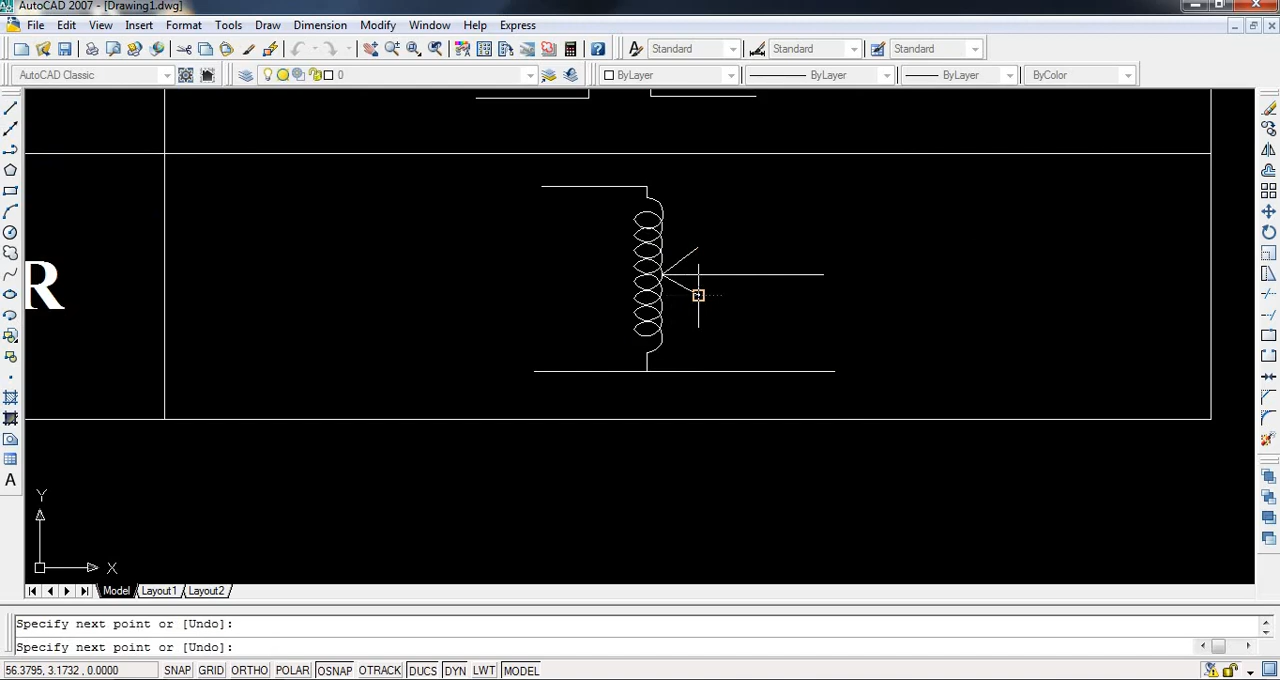 AutoCAD 2007 - [Drawing1.dwg]
File Edit View Insert Format Tools Draw Dimension Modify Window Help Express
Standard Standard Standard
AutoCAD Classic 0 ByLayer ByLayer ByLayer ByColor
R
A
Y
X
Model Layout1 Layout2
Specify next point or [Undo]:
Specify next point or [Undo]:
56.3795, 3.1732 , 0.0000 SNAP GRID ORTHO POLAR OSNAP OTRACK DUCS DYN LWT MODEL